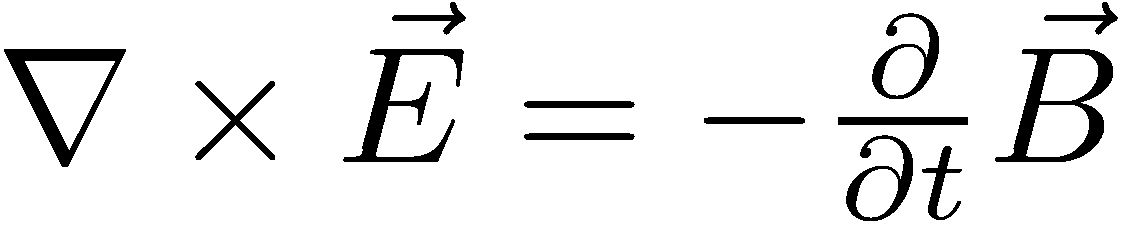 ∇ × E⃗ = −∂/∂t B⃗